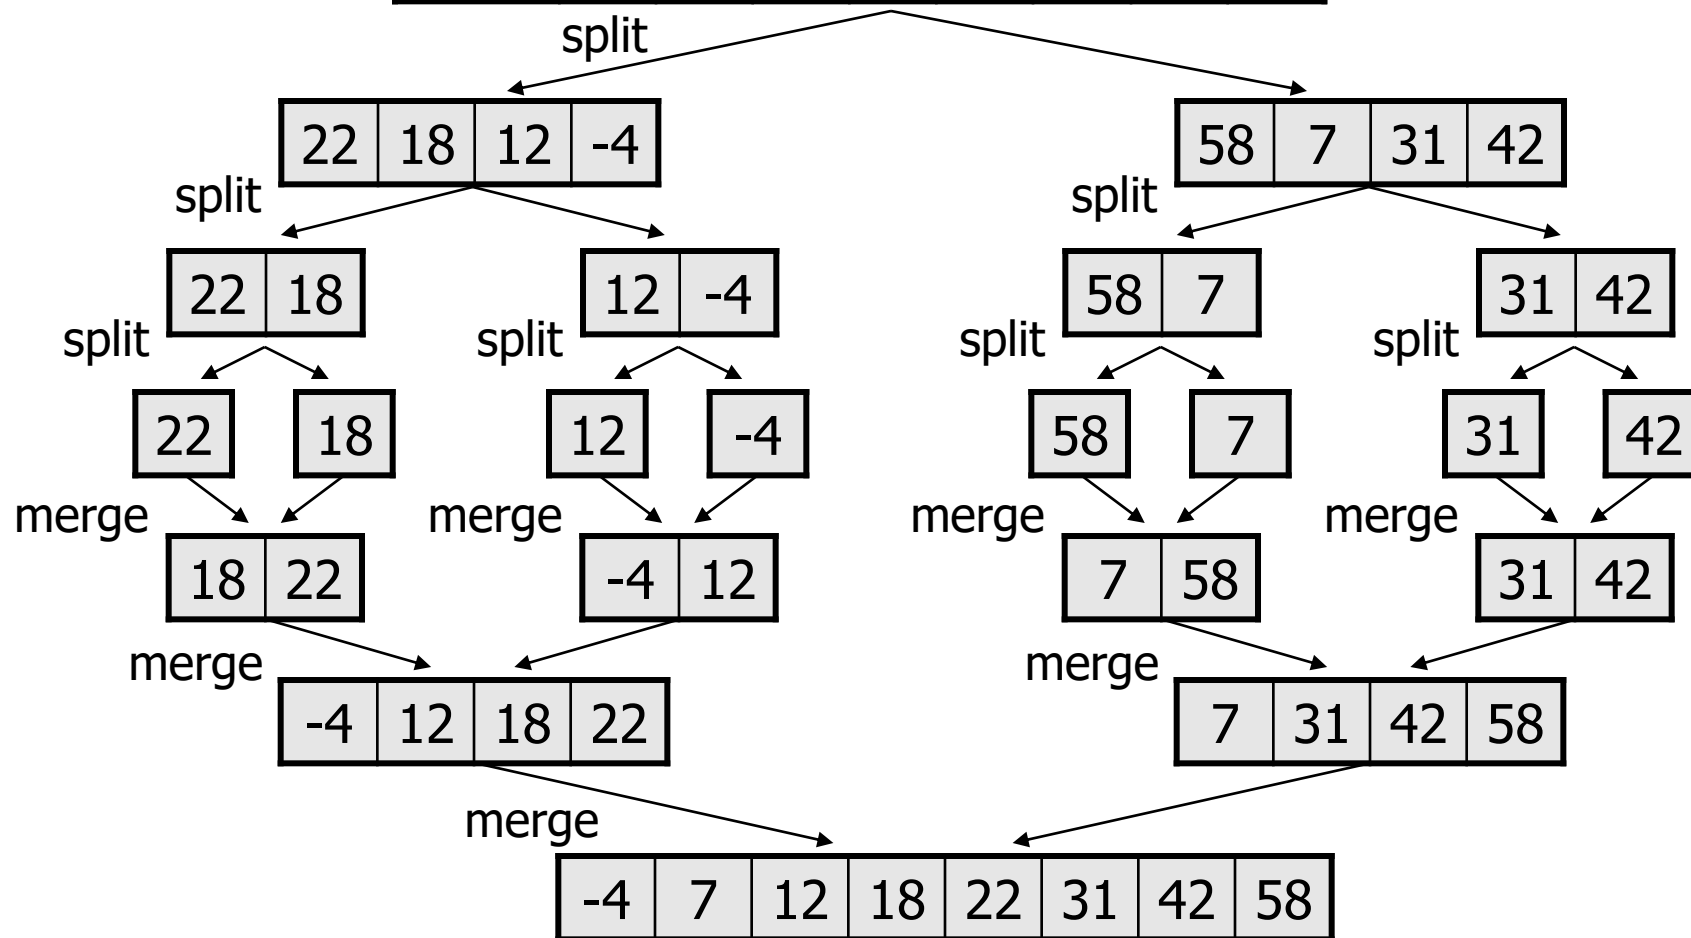 split
22 18 12 -4 58 7 31 42
split split
22 18 12 -4 58 7 31 42
split split split split
22 18 12 -4 58 7 31 42
merge merge merge merge
18 22 -4 12 7 58 31 42
merge merge
-4 12 18 22 7 31 42 58
merge
-4 7 12 18 22 31 42 58